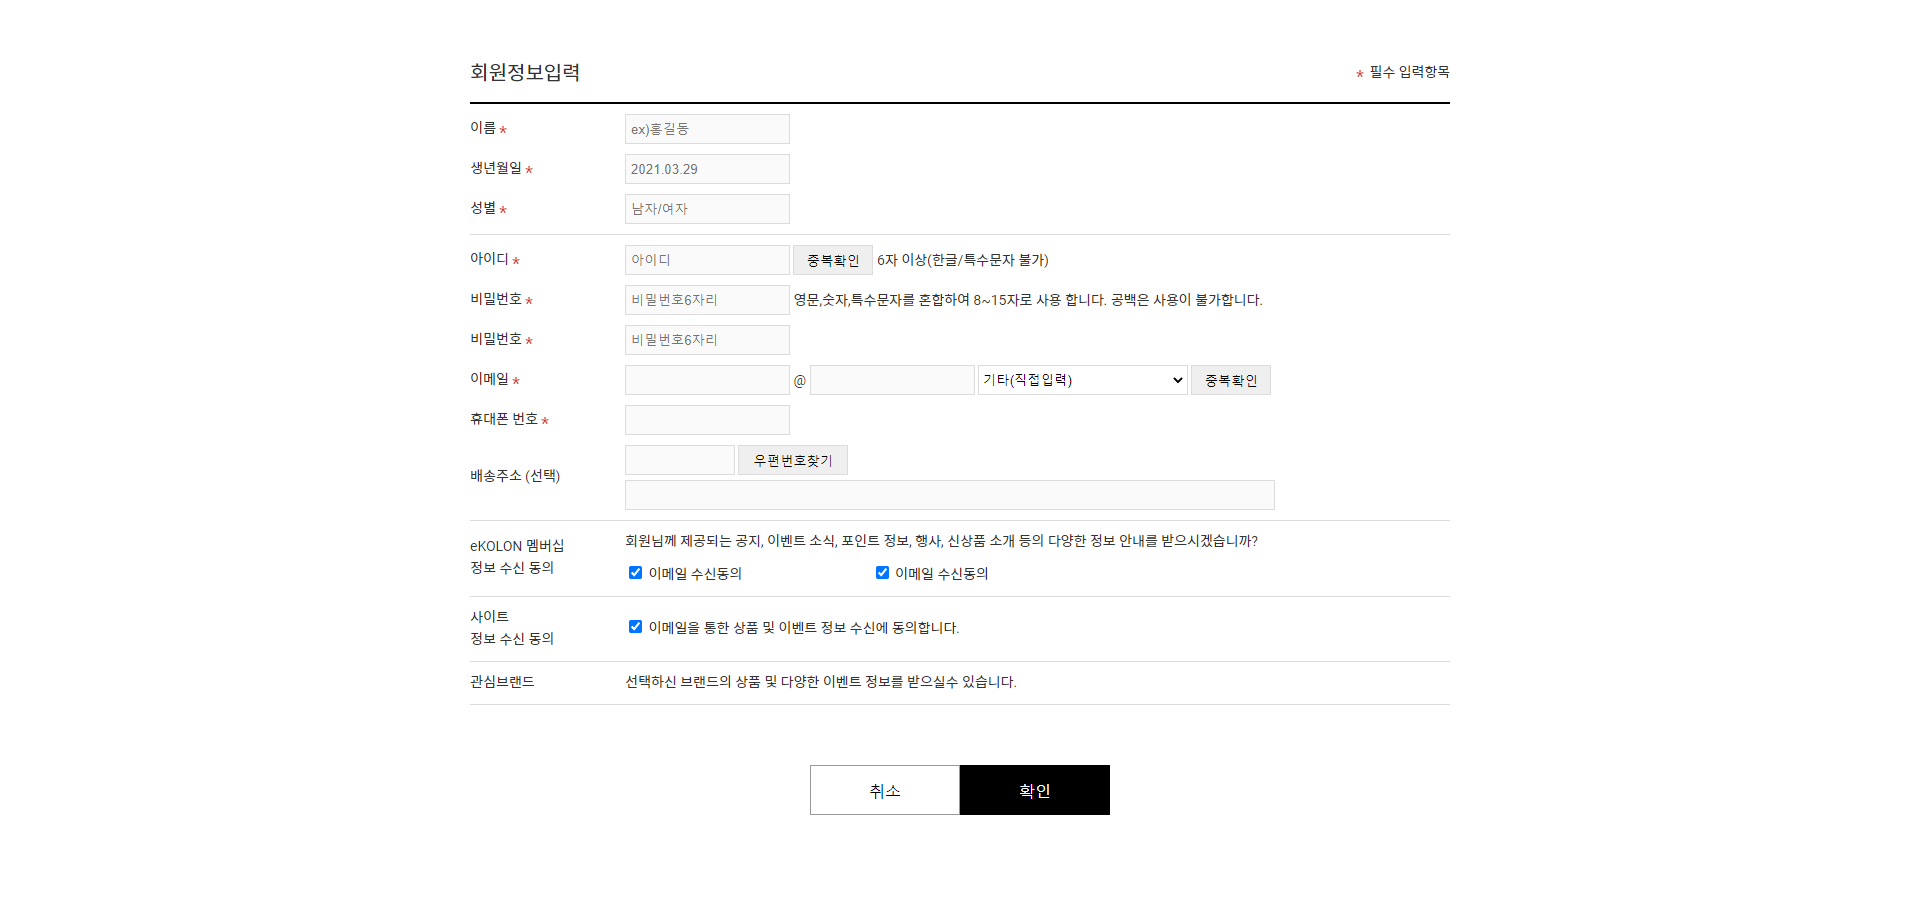 회원정보입력
* 필수 입력항목
이름 * ex)홍길동
생년월일 * 2021.03.29
성별 * 남자/여자
아이디 * 아이디 중복확인 6자 이상(한글/특수문자 불가)
비밀번호 * 비밀번호6자리 영문,숫자,특수문자를 혼합하여 8~15자로 사용 합니다. 공백은 사용이 불가합니다.
비밀번호 * 비밀번호6자리
이메일 * @ 기타(직접입력) 중복확인
휴대폰 번호 *
배송주소 (선택) 우편번호찾기
eKOLON 멤버십
정보 수신 동의
회원님께 제공되는 공지, 이벤트 소식, 포인트 정보, 행사, 신상품 소개 등의 다양한 정보 안내를 받으시겠습니까?
이메일 수신동의 이메일 수신동의
사이트
정보 수신 동의
이메일을 통한 상품 및 이벤트 정보 수신에 동의합니다.
관심브랜드 선택하신 브랜드의 상품 및 다양한 이벤트 정보를 받으실수 있습니다.
취소 확인